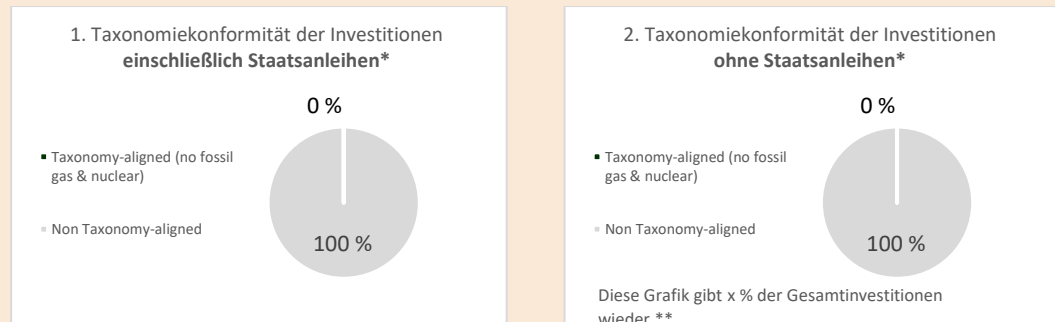 1. Taxonomiekonformität der Investitionen
einschließlich Staatsanleihen*
0 %
Taxonomy-aligned (no fossil
gas & nuclear)
Non Taxonomy-aligned
100 %
2. Taxonomiekonformität der Investitionen
ohne Staatsanleihen*
0 %
Taxonomy-aligned (no fossil
gas & nuclear)
Non Taxonomy-aligned
100 %
Diese Grafik gibt x % der Gesamtinvestitionen
wieder.**